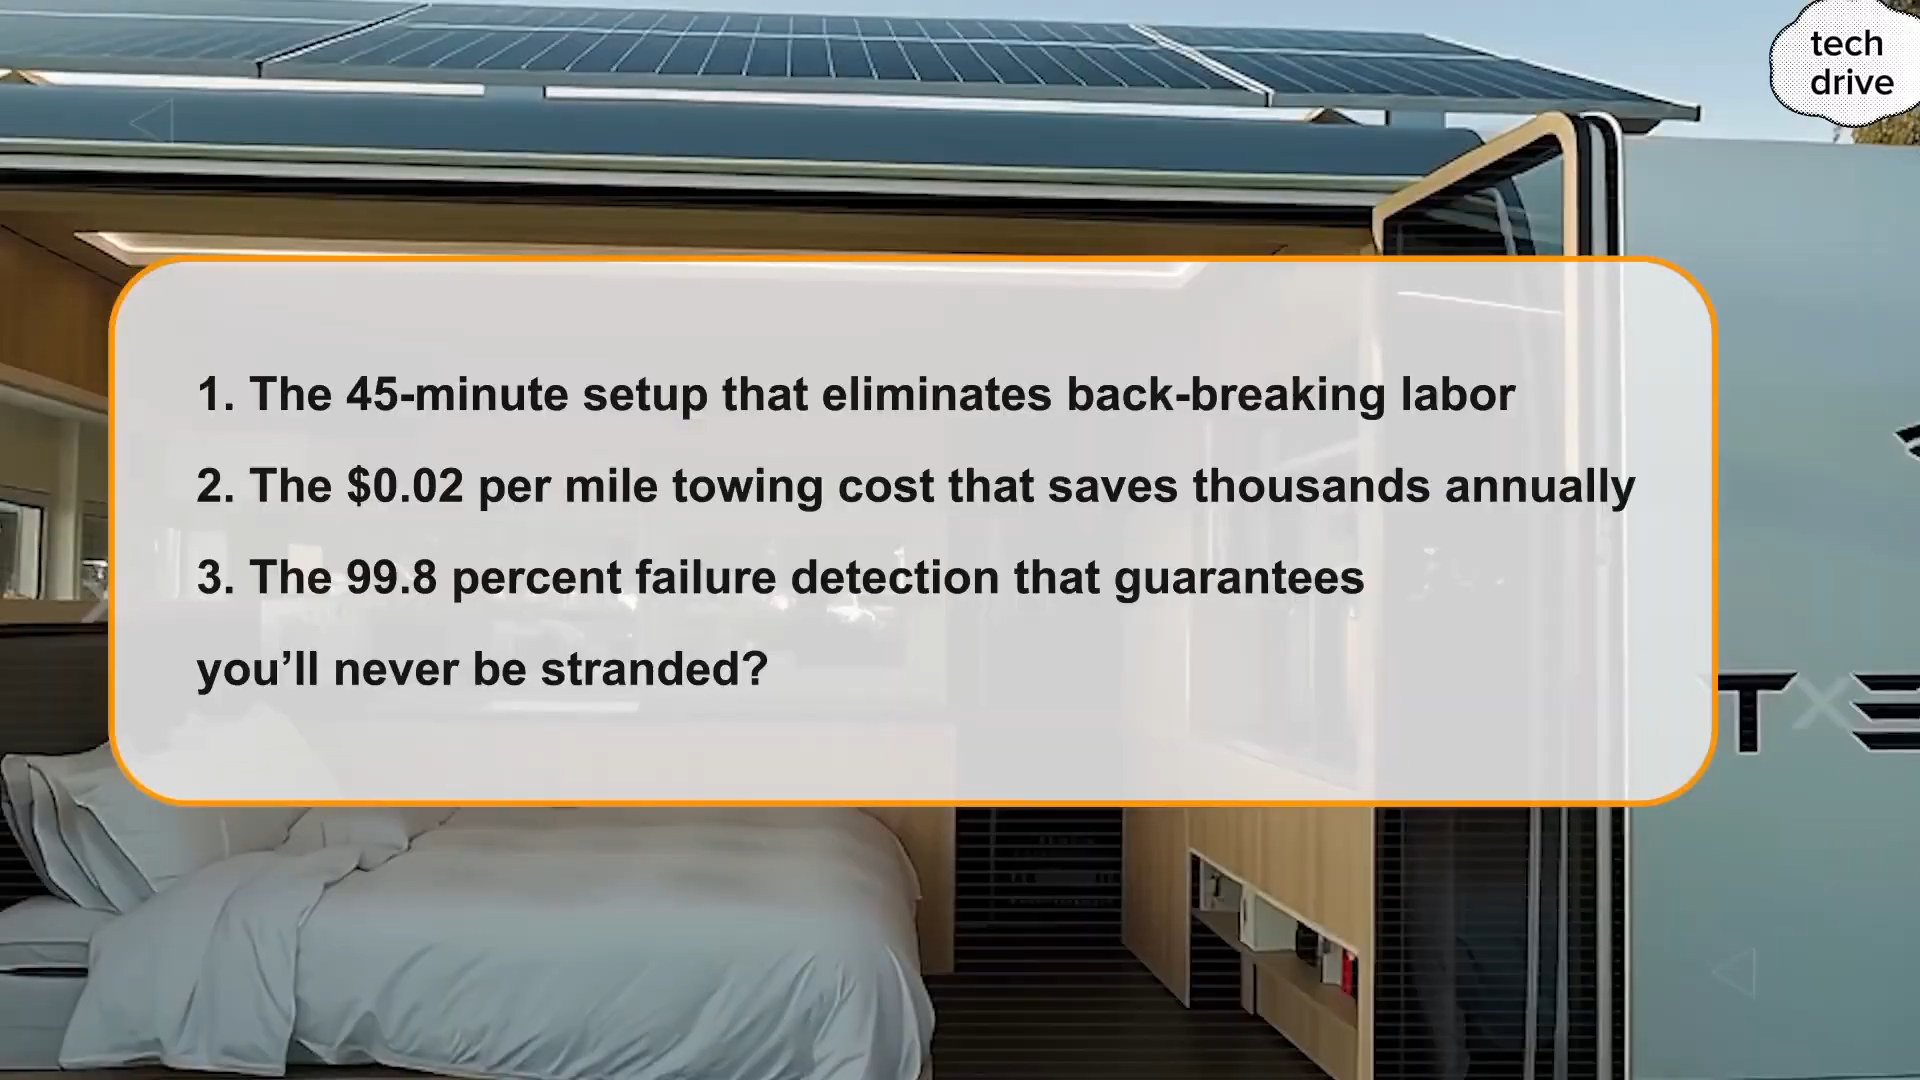 tech
drive
1. The 45-minute setup that eliminates back-breaking labor
2. The $0.02 per mile towing cost that saves thousands annually
3. The 99.8 percent failure detection that guarantees
you’ll never be stranded?